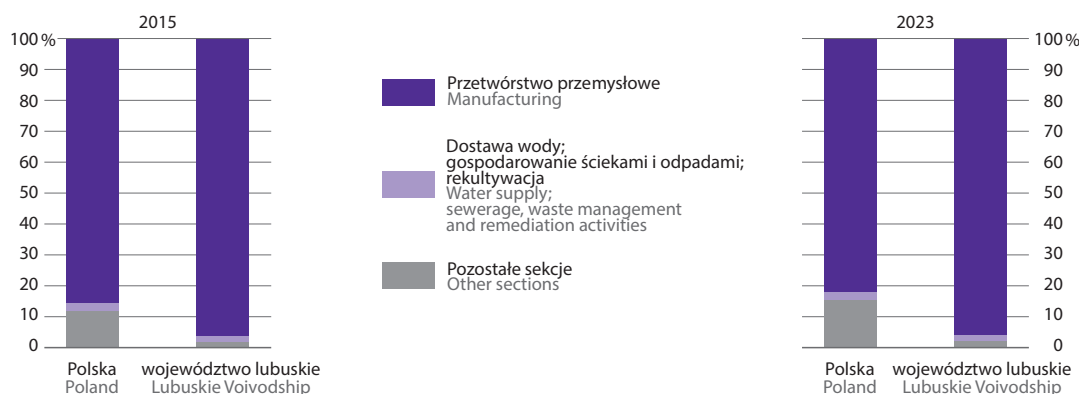 2015
100 %
90
80
70
60
50
40
30
20
10
0
Polska
Poland
województwo lubuskie
Lubuskie Voivodship
Przetwórstwo przemysłowe
Manufacturing
Dostawa wody;
gospodarowanie ściekami i odpadami;
rekultywacja
Water supply;
sewerage, waste management
and remediation activities
Pozostałe sekcje
Other sections
2023
100 %
90
80
70
60
50
40
30
20
10
0
Polska
Poland
województwo lubuskie
Lubuskie Voivodship